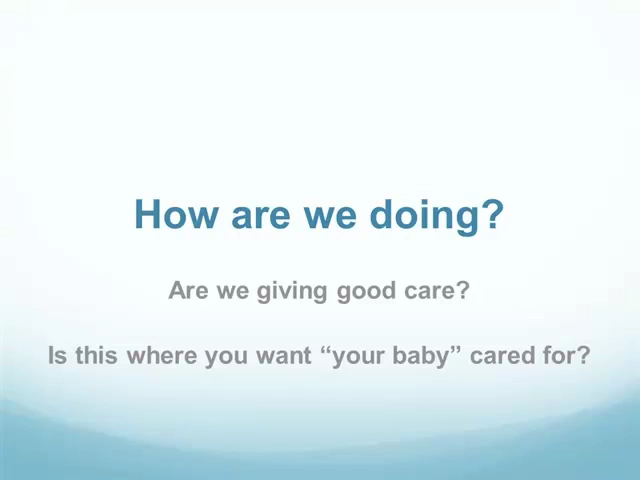 How are we doing?
Are we giving good care?
Is this where you want “your baby” cared for?